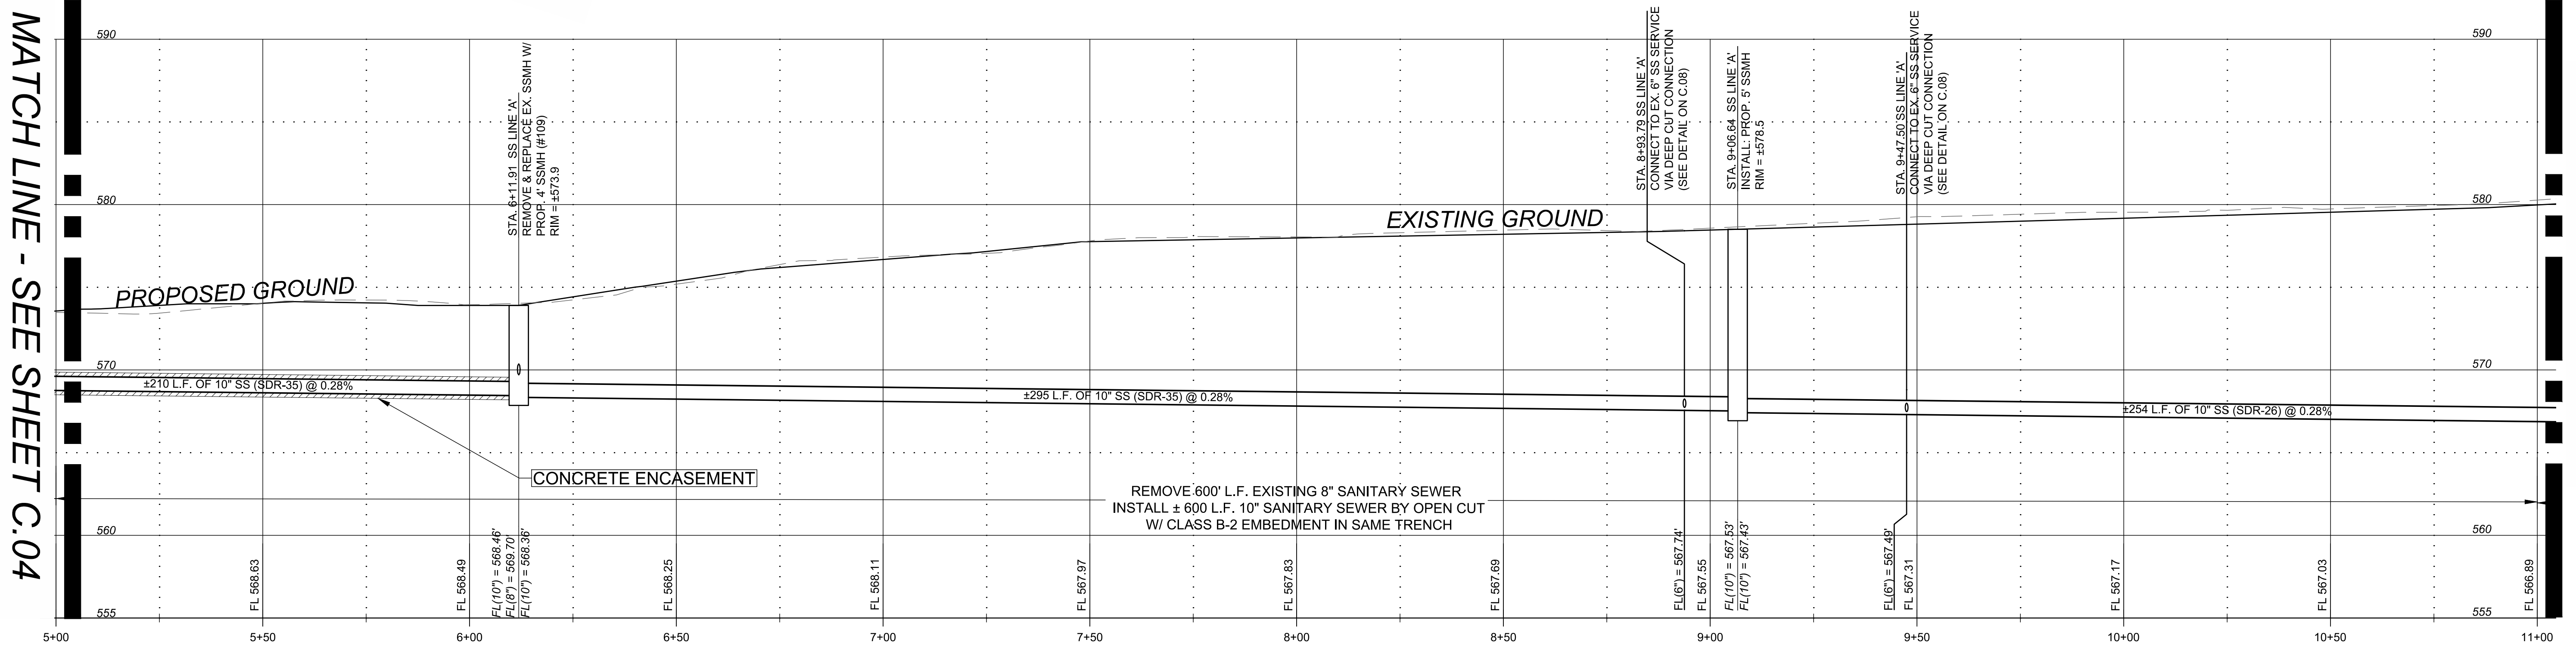 MATCH LINE - SEE SHEET C.04
590
590
580
580
570
570
560
560
555
555
STA. 6+11.91 SS LINE 'A'
REMOVE & REPLACE EX. SSMH W/
PROP. 4' SSMH (#109)
RIM = ±573.9
STA. 8+93.79 SS LINE 'A'
CONNECT TO EX. 6" SS SERVICE
VIA DEEP CUT CONNECTION
(SEE DETAIL ON C.08)
STA. 9+06.64 SS LINE 'A'
INSTALL: PROP. 5' SSMH
RIM = ±578.5
STA. 9+47.50 SS LINE 'A'
CONNECT TO EX. 6" SS SERVICE
VIA DEEP CUT CONNECTION
(SEE DETAIL ON C.08)
PROPOSED GROUND
EXISTING GROUND
±210 L.F. OF 10" SS (SDR-35) @ 0.28%
±295 L.F. OF 10" SS (SDR-35) @ 0.28%
±254 L.F. OF 10" SS (SDR-26) @ 0.28%
CONCRETE ENCASEMENT
REMOVE 600' L.F. EXISTING 8" SANITARY SEWER
INSTALL ± 600 L.F. 10" SANITARY SEWER BY OPEN CUT
W/ CLASS B-2 EMBEDMENT IN SAME TRENCH
FL 568.63
FL 568.49
FL(10") = 568.46'
FL(8") = 569.70'
FL(10") = 568.36'
FL 568.25
FL 568.11
FL 567.97
FL 567.83
FL 567.69
FL(6") = 567.74'
FL 567.55
FL(10") = 567.53'
FL(10") = 567.43'
FL(6") = 567.49'
FL 567.31
FL 567.17
FL 567.03
FL 566.89
5+00
5+50
6+00
6+50
7+00
7+50
8+00
8+50
9+00
9+50
10+00
10+50
11+00